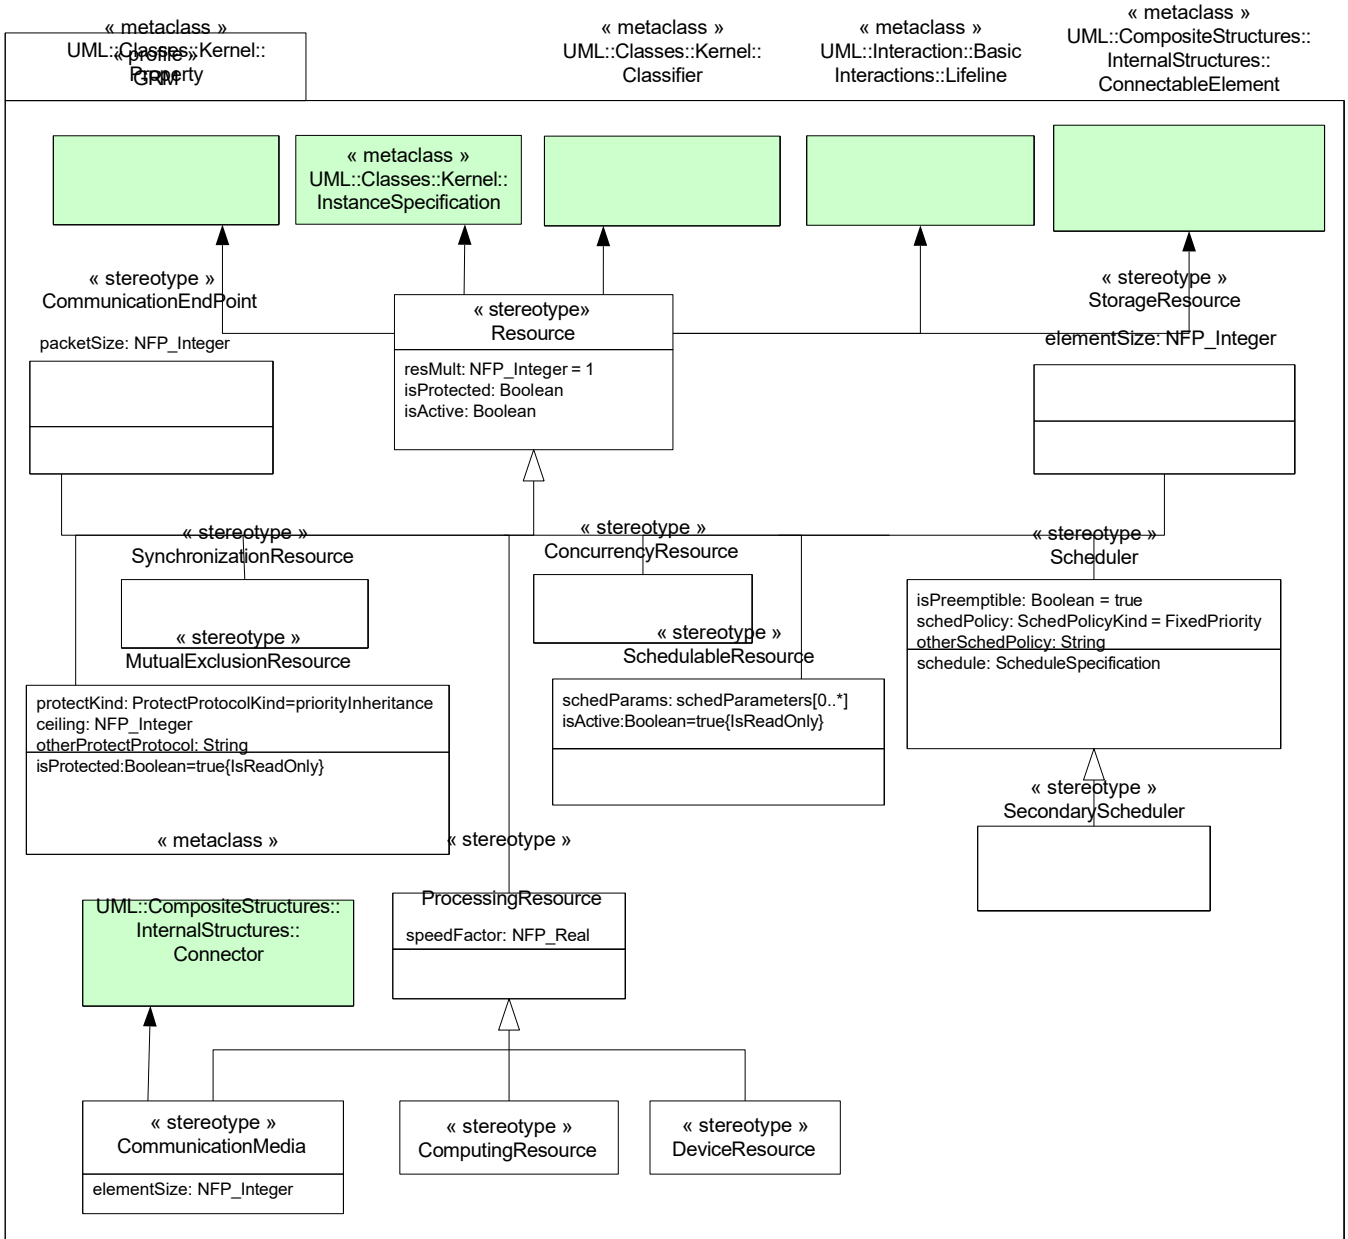 « metaclass »
UML::Classes::Kernel::
Property
« profile »
GRM
« metaclass »
UML::Classes::Kernel::
Classifier
« metaclass »
UML::Interaction::Basic
Interactions::Lifeline
« metaclass »
UML::CompositeStructures::
InternalStructures::
ConnectableElement
« metaclass »
UML::Classes::Kernel::
InstanceSpecification
« stereotype »
CommunicationEndPoint
packetSize: NFP_Integer
« stereotype»
Resource
resMult: NFP_Integer = 1
isProtected: Boolean
isActive: Boolean
« stereotype »
StorageResource
elementSize: NFP_Integer
« stereotype »
SynchronizationResource
« stereotype »
ConcurrencyResource
« stereotype »
Scheduler
isPreemptible: Boolean = true
schedPolicy: SchedPolicyKind = FixedPriority
otherSchedPolicy: String
schedule: ScheduleSpecification
« stereotype »
MutualExclusionResource
protectKind: ProtectProtocolKind=priorityInheritance
ceiling: NFP_Integer
otherProtectProtocol: String
isProtected:Boolean=true{IsReadOnly}
« stereotype »
SchedulableResource
schedParams: schedParameters[0..*]
isActive:Boolean=true{IsReadOnly}
« stereotype »
SecondaryScheduler
« metaclass »
UML::CompositeStructures::
InternalStructures::
Connector
« stereotype »
ProcessingResource
speedFactor: NFP_Real
« stereotype »
CommunicationMedia
elementSize: NFP_Integer
« stereotype »
ComputingResource
« stereotype »
DeviceResource